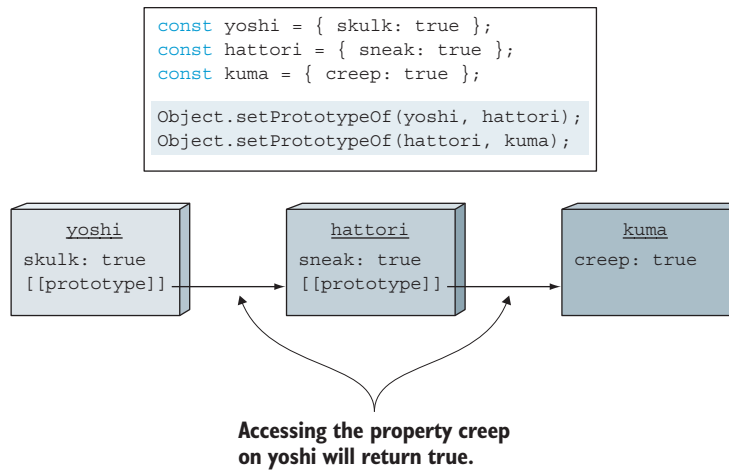 const yoshi = { skulk: true };
const hattori = { sneak: true };
const kuma = { creep: true };
Object.setPrototypeOf(yoshi, hattori);
Object.setPrototypeOf(hattori, kuma);
yoshi
skulk: true
[[prototype]]
hattori
sneak: true
[[prototype]]
kuma
creep: true
Accessing the property creep
on yoshi will return true.